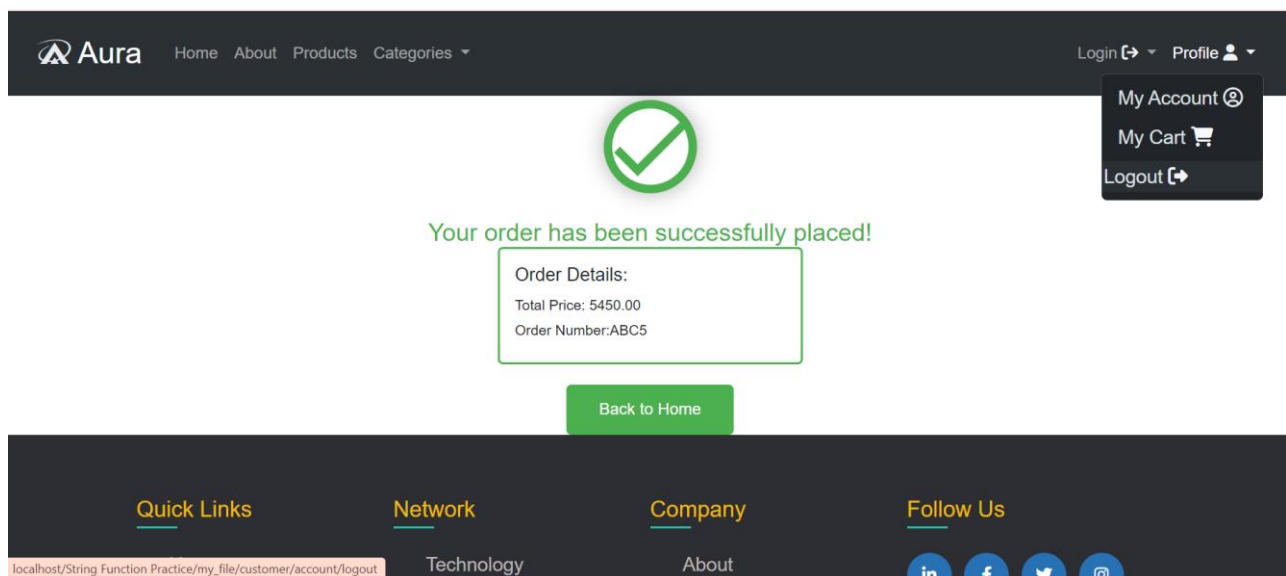 Aura Home About Products Categories Login Profile
My Account
My Cart
Logout
Your order has been successfully placed!
Order Details:
Total Price: 5450.00
Order Number:ABC5
Back to Home
Quick Links Network Company Follow Us
Technology About
localhost/String Function Practice/my_file/customer/account/logout